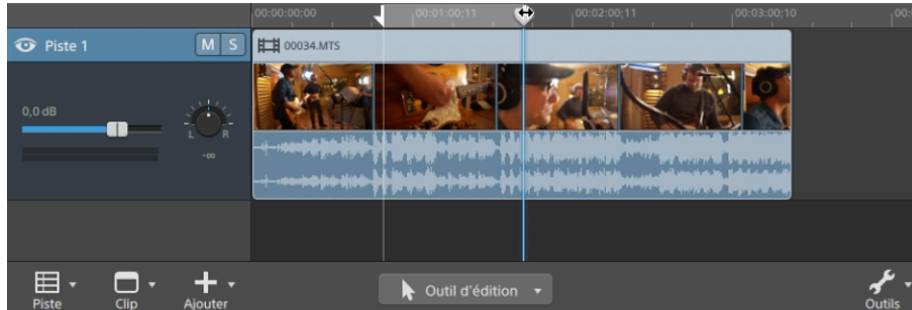 00:00:00;00 00:01:00;11 00:02:00;11 00:03:00;10 00:
Piste 1 M S 00034.MTS
0,0 dB
L R
-∞
Piste Clip Ajouter Outil d'édition Outils